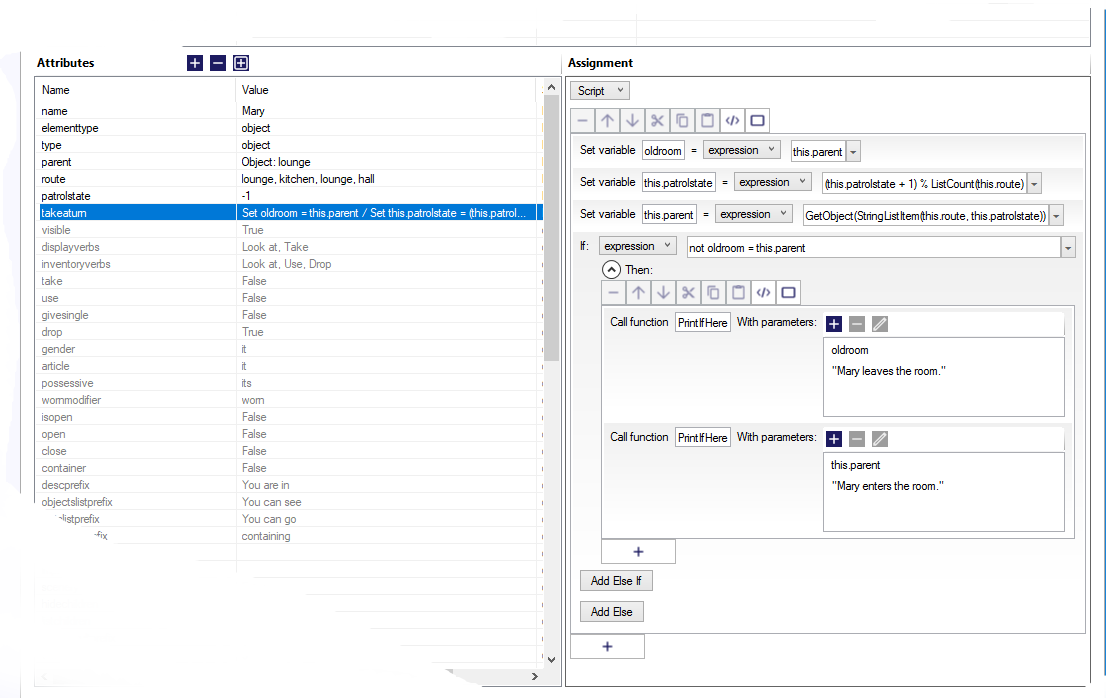 Attributes
Name Value
name Mary
elementtype object
type object
parent Object: lounge
route lounge, kitchen, lounge, hall
patrolstate -1
takeaturn Set oldroom = this.parent / Set this.patrolstate = (this.patrol...
visible True
displayverbs Look at, Take
inventoryverbs Look at, Use, Drop
take False
use False
givesingle False
drop True
gender it
article it
possessive its
wornmodifier worn
isopen False
open False
close False
container False
descprefix You are in
objectslistprefix You can see
listprefix You can go
fix containing
Assignment
Script
Set variable oldroom = expression this.parent
Set variable this.patrolstate = expression (this.patrolstate + 1) % ListCount(this.route)
Set variable this.parent = expression GetObject(StringListItem(this.route, this.patrolstate))
If: expression not oldroom = this.parent
Then:
Call function PrintIfHere With parameters:
oldroom
"Mary leaves the room."
Call function PrintIfHere With parameters:
this.parent
"Mary enters the room."
+
Add Else If
Add Else
+